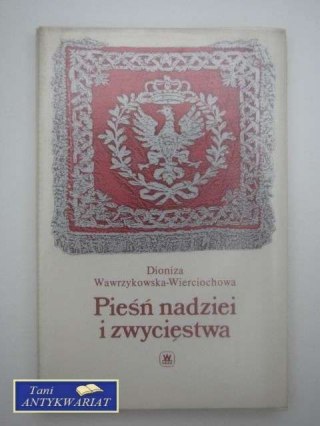 Dioniza
Wawrzykowska-Wierciochowa
Pieśń nadziei
i zwycięstwa
Tani
ANTYKWARIAT